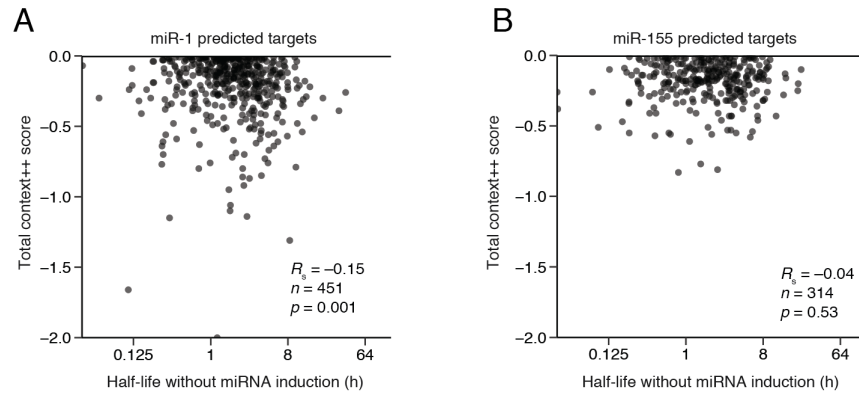 A
miR-1 predicted targets
0.0
−0.5
−1.0
−1.5
−2.0
Total context++ score
Rs = −0.15
n = 451
p = 0.001
0.125 1 8 64
Half-life without miRNA induction (h)
B
miR-155 predicted targets
0.0
−0.5
−1.0
−1.5
−2.0
Total context++ score
Rs = −0.04
n = 314
p = 0.53
0.125 1 8 64
Half-life without miRNA induction (h)